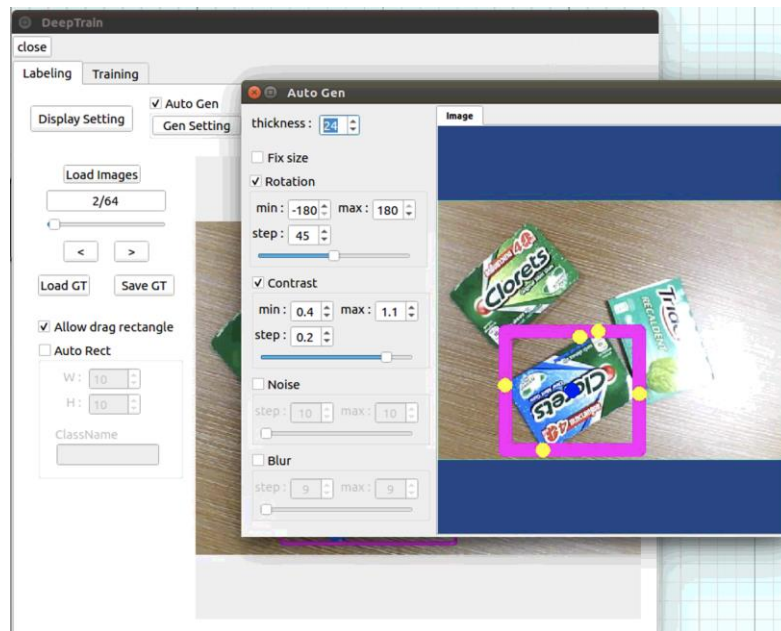 DeepTrain
close
Labeling Training
Display Setting
Auto Gen
Gen Setting
Load Images
2/64
< >
Load GT Save GT
Allow drag rectangle
Auto Rect
W : 10
H : 10
ClassName
Auto Gen
thickness : 24
Fix size
Rotation
min : -180 max : 180
step : 45
Contrast
min : 0.4 max : 1.1
step : 0.2
Noise
step : 10 max : 10
Blur
step : 9 max : 9
Image
Clorets
RECALDENT
Clorets